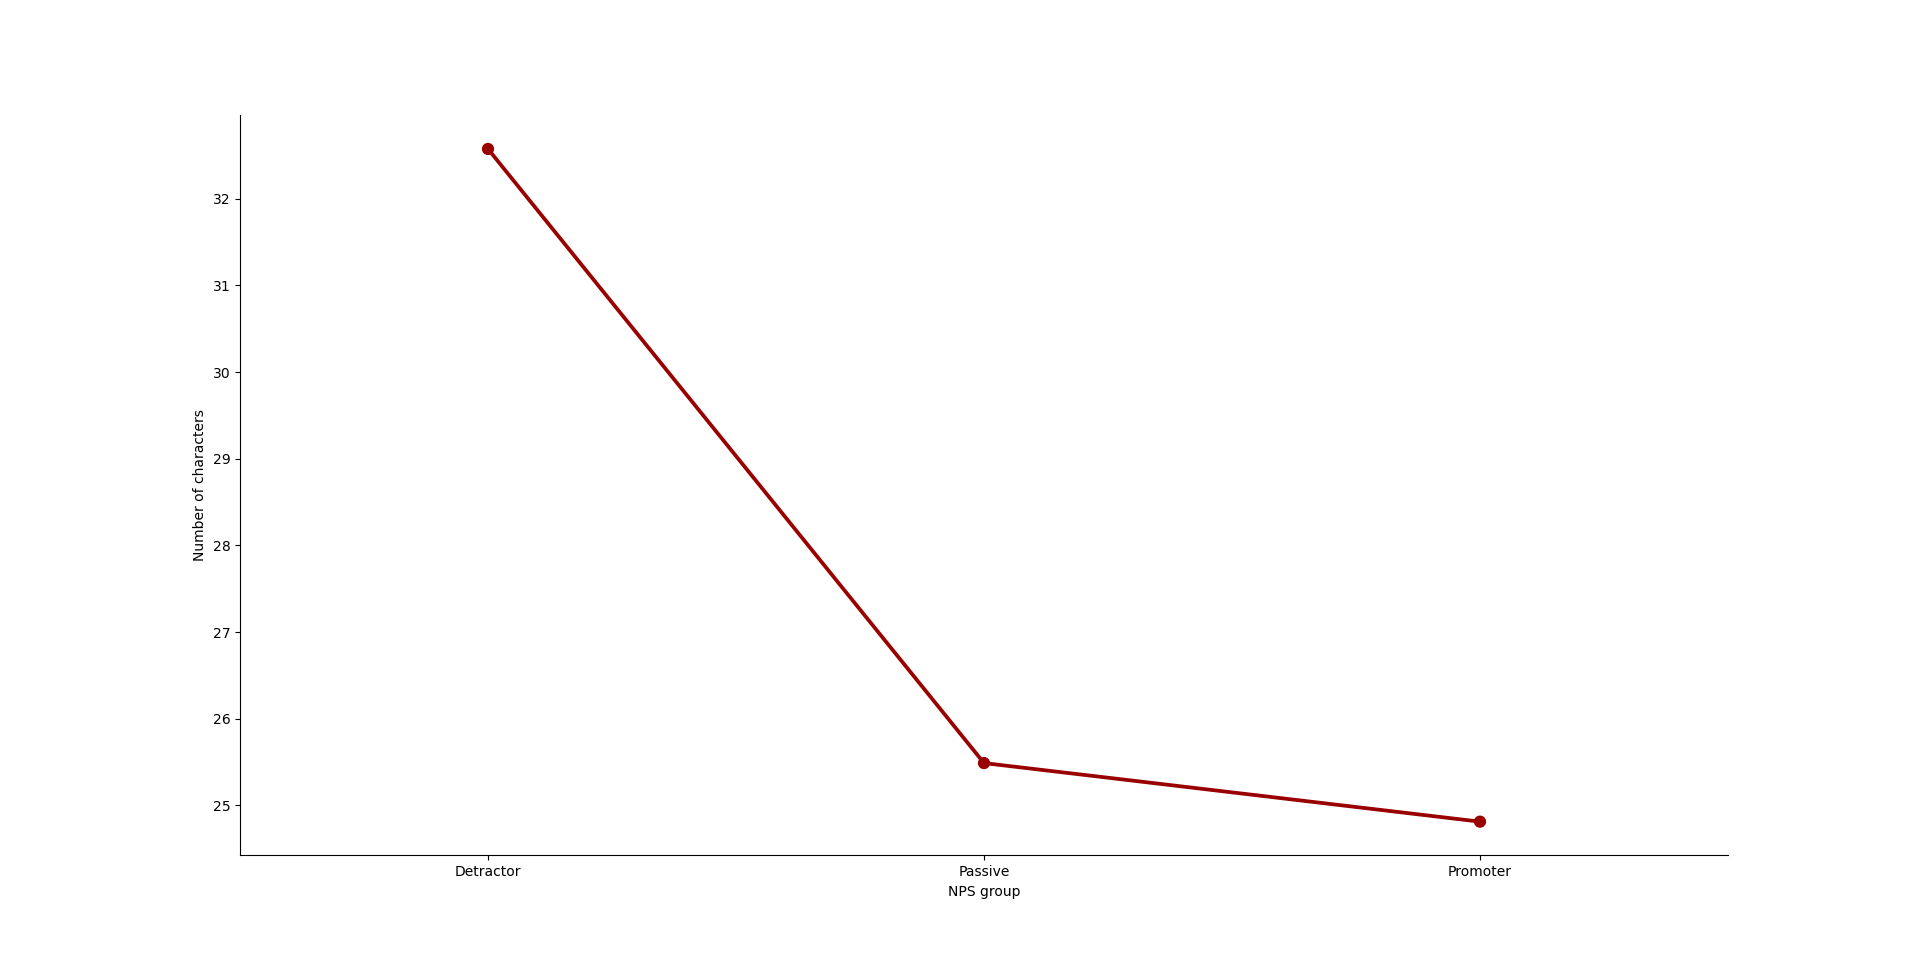 32
31
30
29
28
27
26
25
Number of characters
Detractor Passive Promoter
NPS group